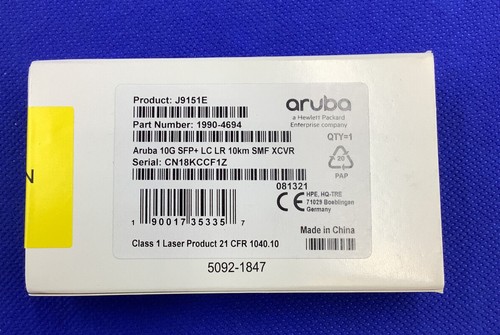 Product: J9151E
Part Number: 1990-4694
Aruba 10G SFP+ LC LR 10km SMF XCVR
Serial: CN18KCCF1Z
aruba
a Hewlett Packard
Enterprise company
QTY=1
20
PAP
081321
CE
HPE, HQ-TRE
71029 Boeblingen
Germany
1 90017 35335 7
Made in China
Class 1 Laser Product 21 CFR 1040.10
5092-1847
N